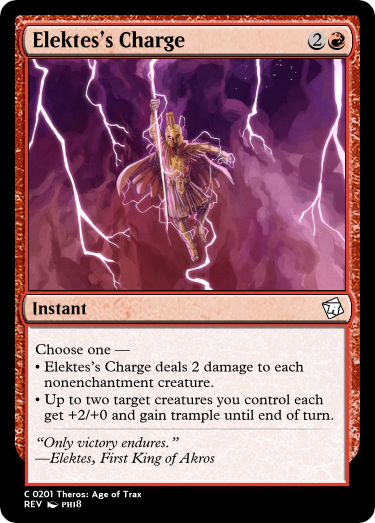 Elektes's Charge 2
Instant
Choose one —
• Elektes's Charge deals 2 damage to each
nonenchantment creature.
• Up to two target creatures you control each
get +2/+0 and gain trample until end of turn.
“Only victory endures.”
—Elektes, First King of Akros
C 0201 Theros: Age of Trax
REV PHI8